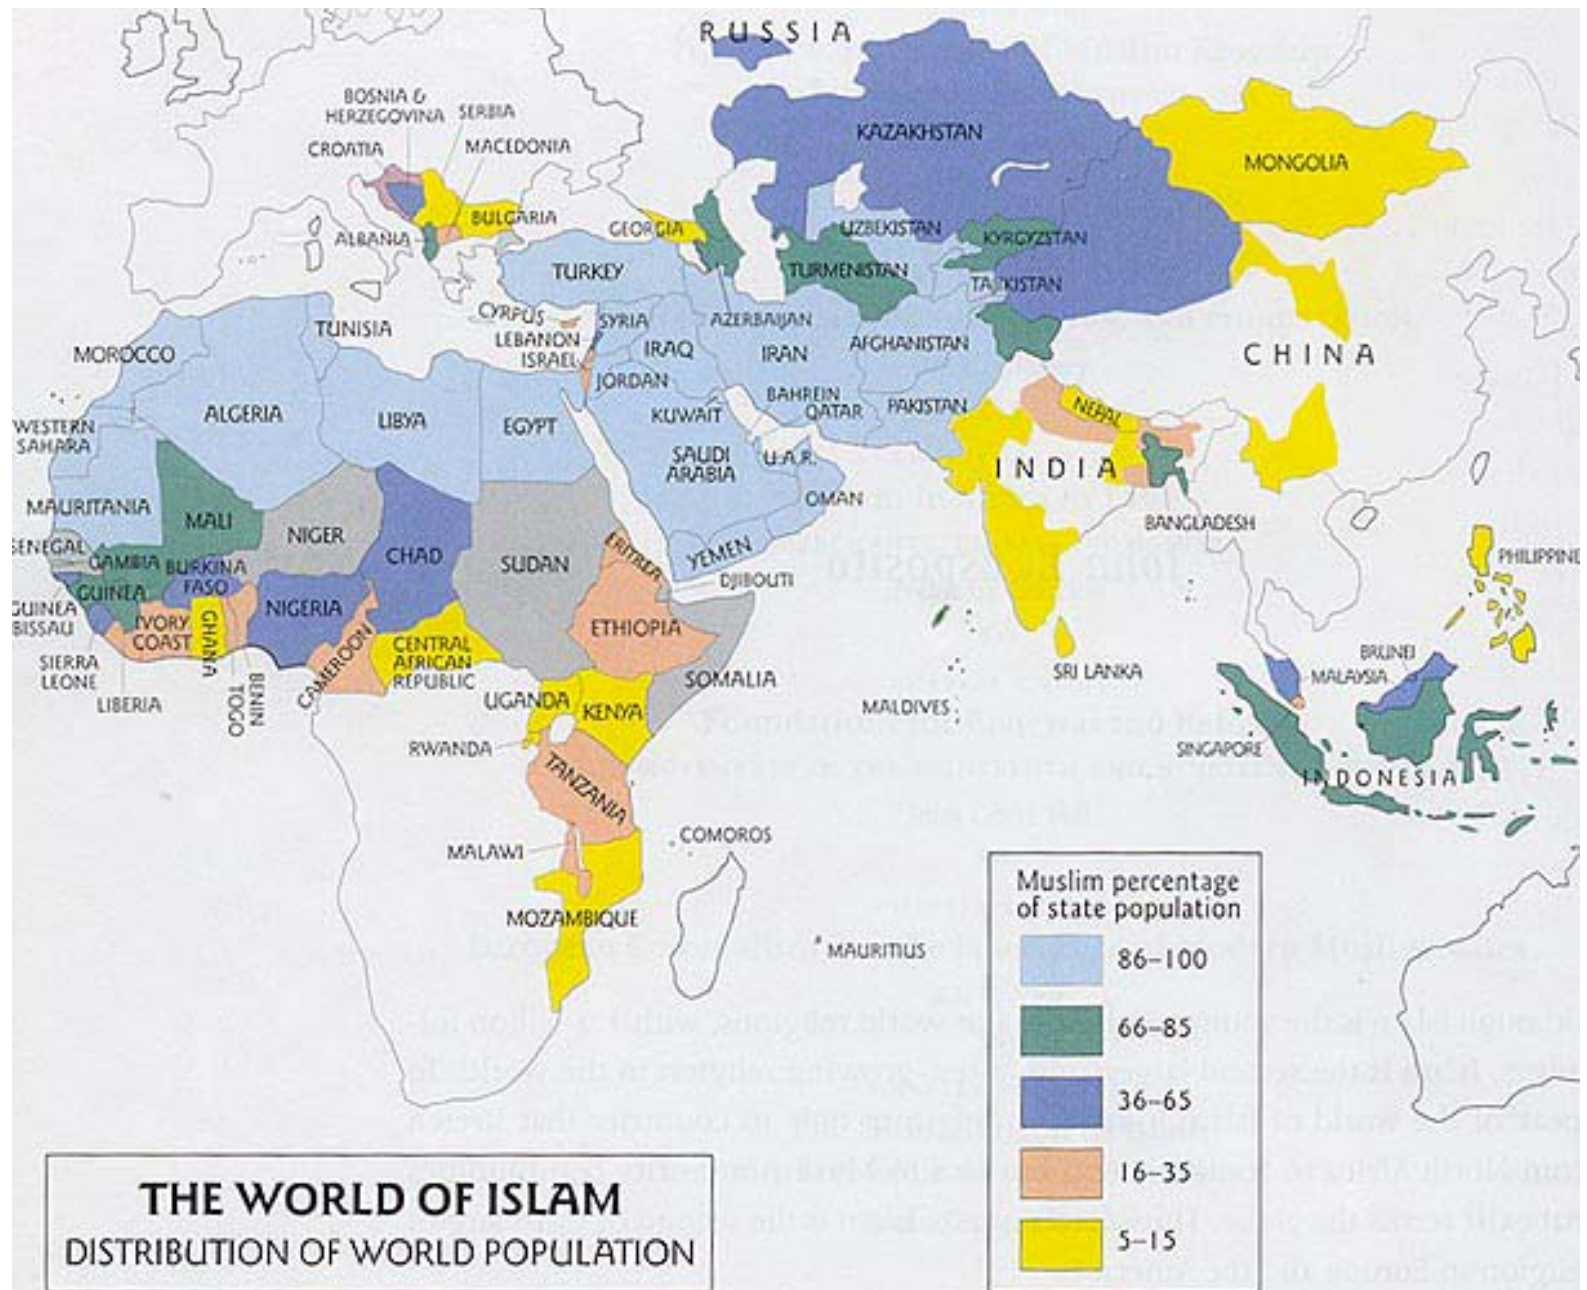 RUSSIA
BOSNIA &
HERZEGOVINA
SERBIA
CROATIA
MACEDONIA
KAZAKHSTAN
MONGOLIA
BULGARIA
ALBANIA
GEORGIA
UZBEKISTAN
KYRGYZSTAN
TURKEY
TURMENISTAN
TAJIKISTAN
CYRPUS
SYRIA
AZERBAIJAN
TUNISIA
LEBANON
ISRAEL
IRAQ
IRAN
AFGHANISTAN
CHINA
MOROCCO
JORDAN
BAHREIN
QATAR
PAKISTAN
NEPAL
ALGERIA
LIBYA
EGYPT
KUWAIT
WESTERN
SAHARA
SAUDI
ARABIA
U.A.R.
INDIA
OMAN
MAURITANIA
MALI
NIGER
CHAD
SUDAN
ERITREA
YEMEN
BANGLADESH
DJIBOUTI
PHILIPPINE
SENEGAL
GAMBIA
BURKINA
FASO
GUINEA
NIGERIA
GUINEA
BISSAU
IVORY
COAST
GHANA
CAMEROON
CENTRAL
AFRICAN
REPUBLIC
ETHIOPIA
SIERRA
LEONE
LIBERIA
TOGO
BENIN
UGANDA
KENYA
SOMALIA
SRI LANKA
BRUNEI
MALAYSIA
MALDIVES
SINGAPORE
INDONESIA
RWANDA
TANZANIA
MALAWI
COMOROS
MOZAMBIQUE
MAURITIUS
Muslim percentage
of state population
86–100
66–85
36–65
16–35
5–15
THE WORLD OF ISLAM
DISTRIBUTION OF WORLD POPULATION